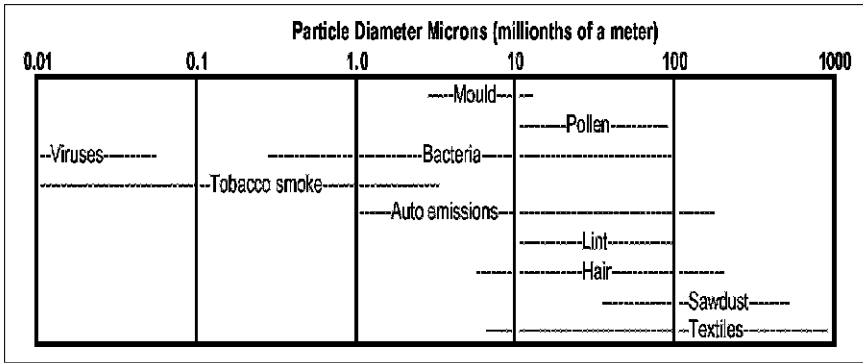 Particle Diameter Microns (millionths of a meter)
0.01 0.1 1.0 10 100 1000
Mould
Pollen
Viruses Bacteria
Tobacco smoke
Auto emissions
Lint
Hair
Sawdust
Textiles